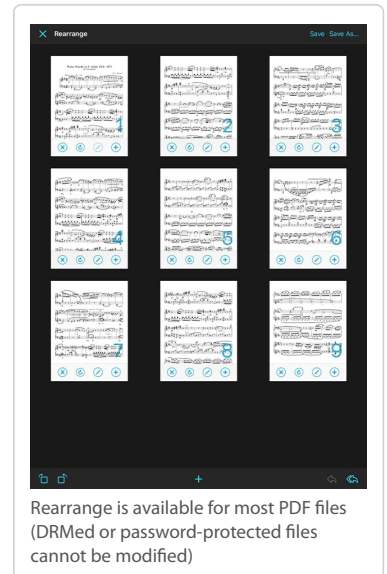 Rearrange
Save Save As...
1
2
3
4
5
6
7
8
9
Rearrange is available for most PDF files
(DRMed or password-protected files
cannot be modified)